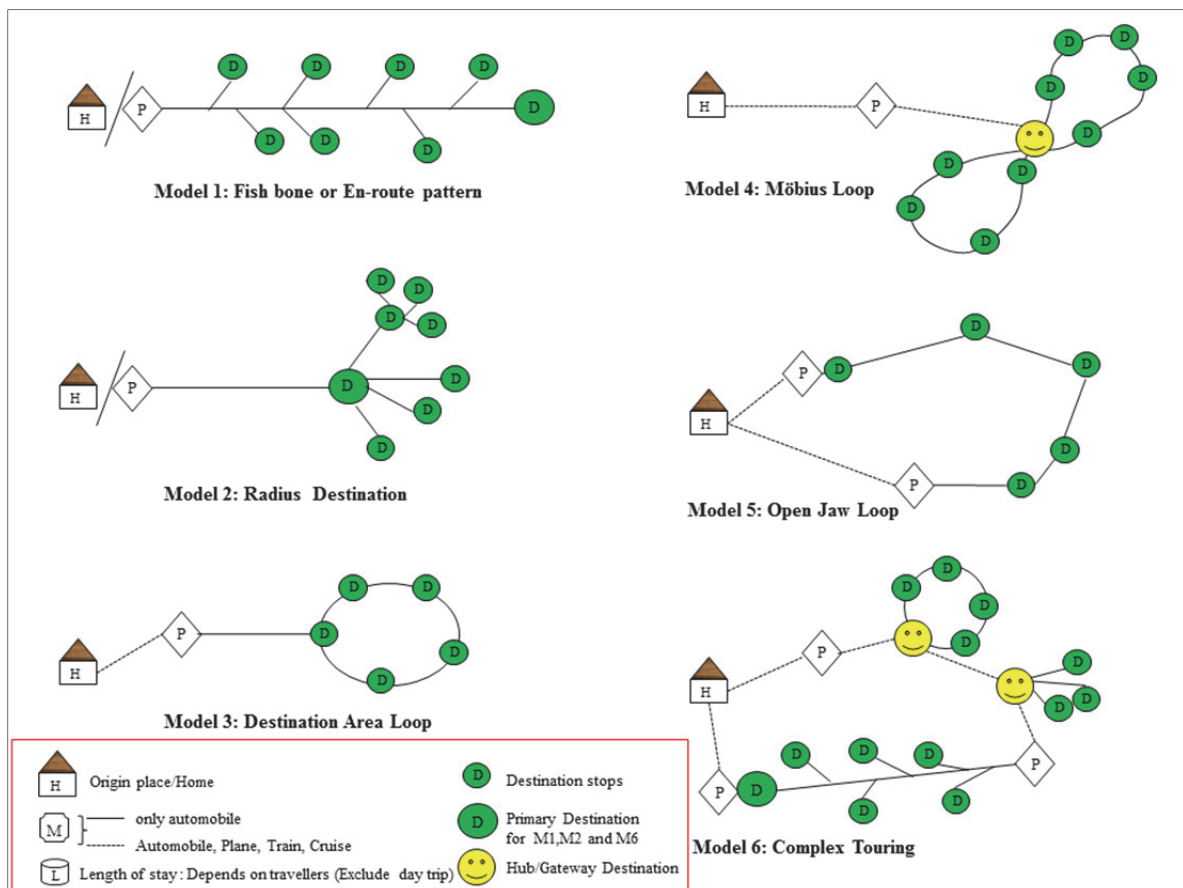 D D D D
H P D
D D D
Model 1: Fish bone or En-route pattern
D D
D D
D
H P D D
D
D
Model 2: Radius Destination
D D
P D D
H D
Model 3: Destination Area Loop
D D
D D
H P
D
D D
D D
Model 4: Möbius Loop
D
D
P D D
H
D
P D
Model 5: Open Jaw Loop
D
D D
P D D
H D D
D D D
P D P
D D D
Model 6: Complex Touring
H Origin place/Home
M only automobile
Automobile, Plane, Train, Cruise
L Length of stay: Depends on travellers (Exclude day trip)
D Destination stops
D Primary Destination
for M1,M2 and M6
Hub/Gateway Destination